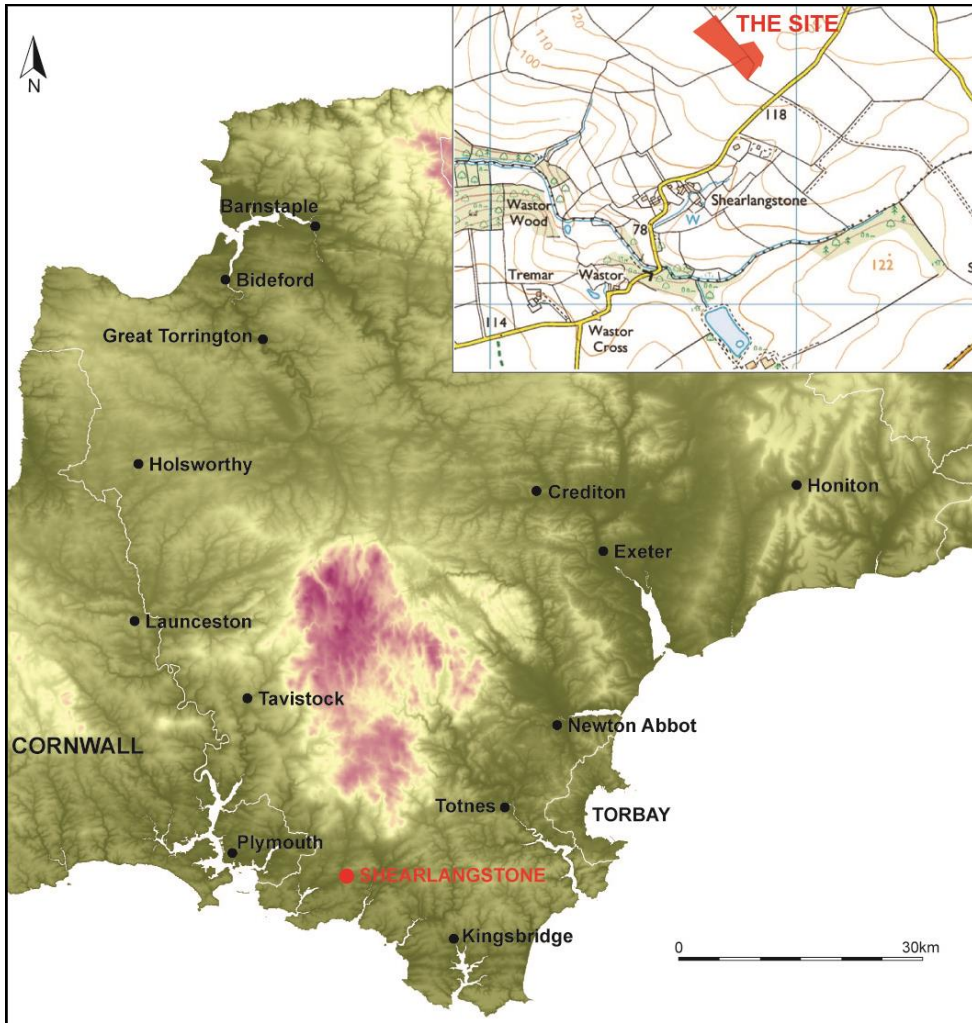 N
THE SITE
120
110
100
118
Shearlangstone
W
Wastor
Wood
78
Tremar
Wastor
122
114
Wastor
Cross
S
Barnstaple
Bideford
Great Torrington
Holsworthy
Crediton
Honiton
Exeter
Launceston
Tavistock
Newton Abbot
CORNWALL
Totnes
TORBAY
Plymouth
SHEARLANGSTONE
Kingsbridge
0
30km